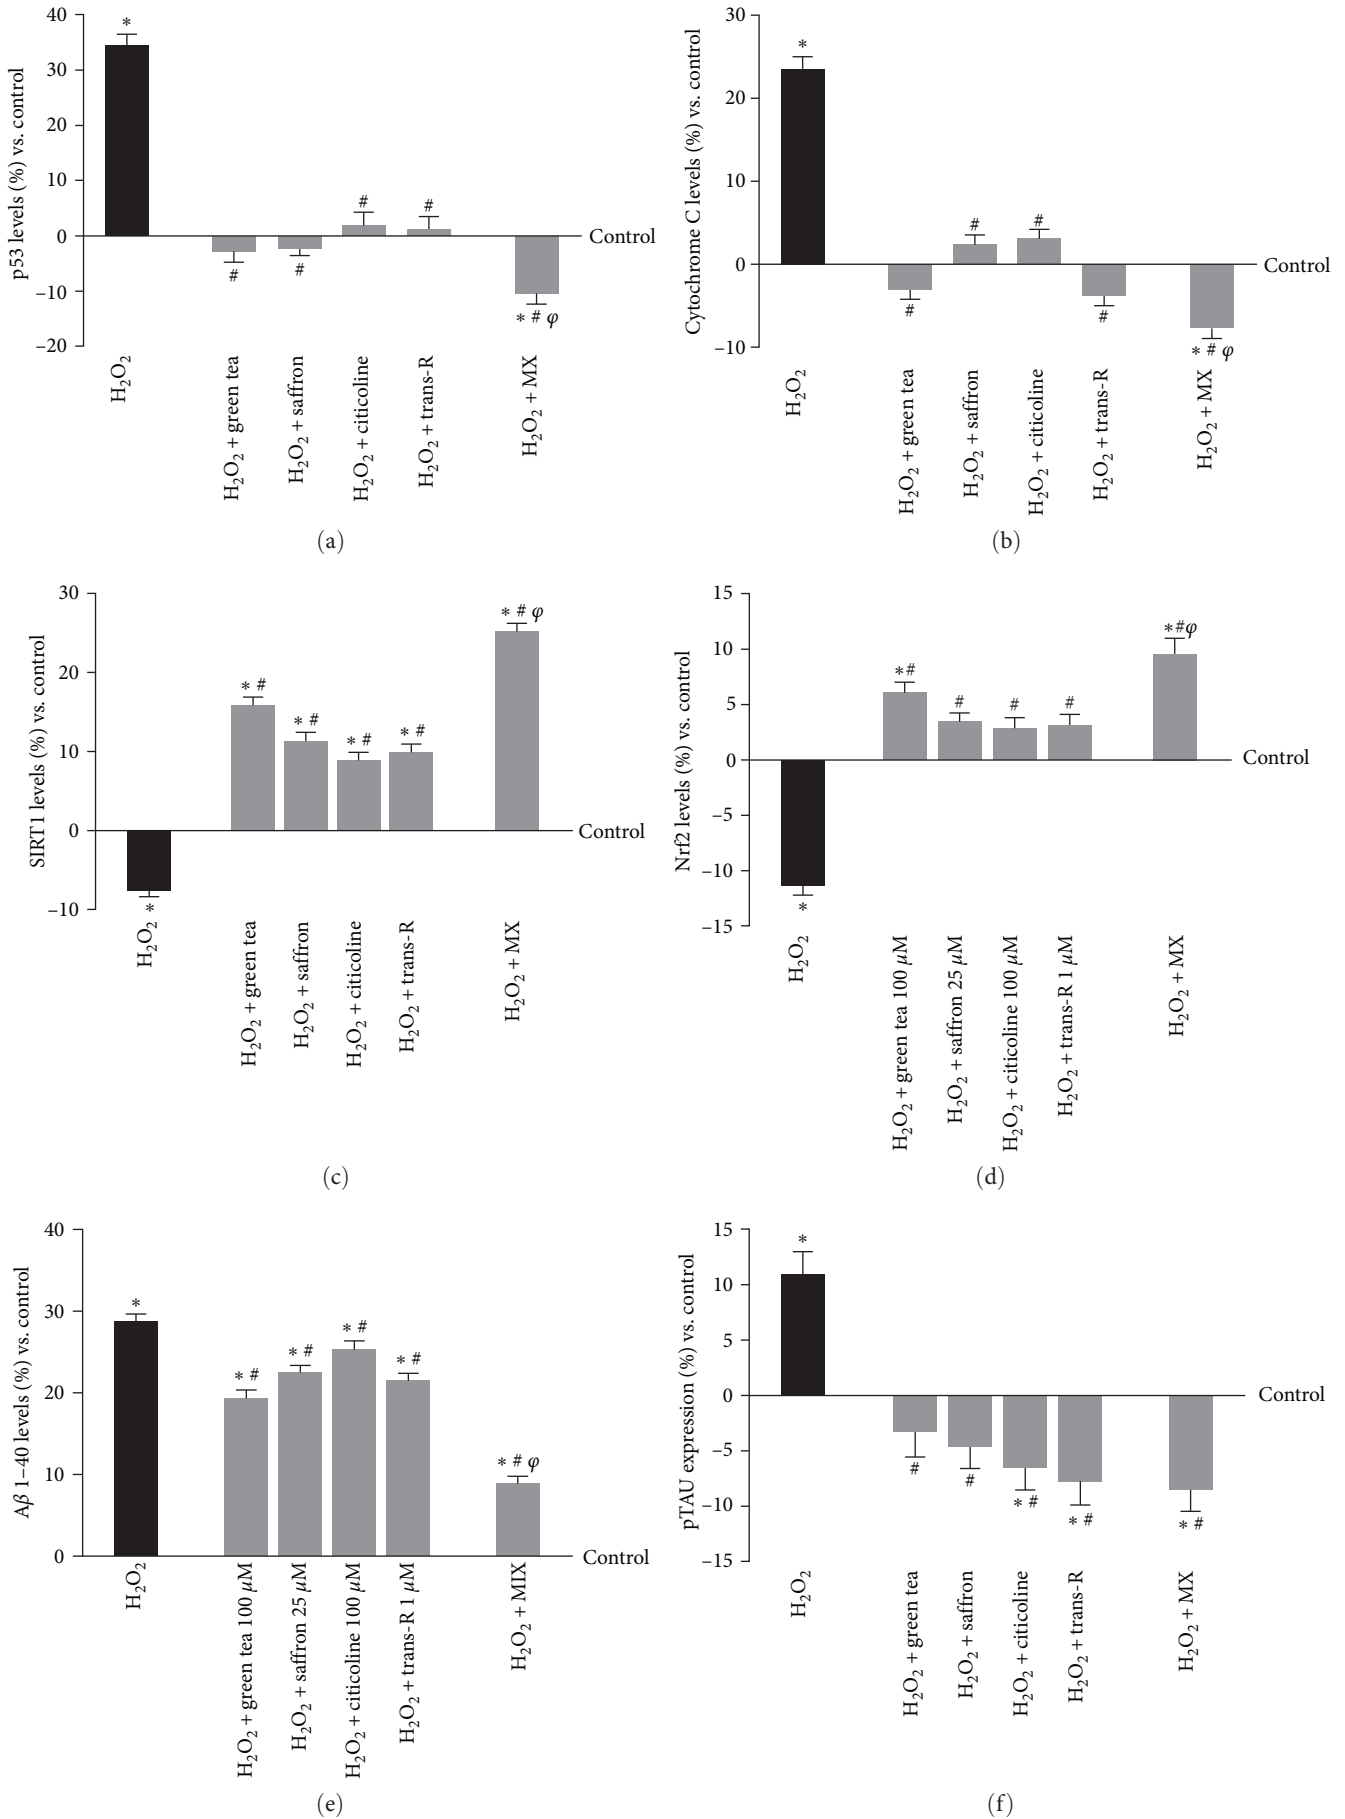 p53 levels (%) vs. control
40
30
20
10
0
−10
−20
*
#
#
#
#
* # φ
Control
H₂O₂
H₂O₂ + green tea
H₂O₂ + saffron
H₂O₂ + citicoline
H₂O₂ + trans-R
H₂O₂ + MX
(a)
Cytochrome C levels (%) vs. control
30
20
10
0
−10
*
#
#
#
#
* # φ
Control
H₂O₂
H₂O₂ + green tea
H₂O₂ + saffron
H₂O₂ + citicoline
H₂O₂ + trans-R
H₂O₂ + MX
(b)
SIRT1 levels (%) vs. control
30
20
10
0
−10
*
* #
* #
* #
* #
* # φ
Control
H₂O₂
H₂O₂ + green tea
H₂O₂ + saffron
H₂O₂ + citicoline
H₂O₂ + trans-R
H₂O₂ + MX
(c)
Nrf2 levels (%) vs. control
15
10
5
0
−5
−10
−15
*
*#
#
#
#
*#φ
Control
H₂O₂
H₂O₂ + green tea 100 μM
H₂O₂ + saffron 25 μM
H₂O₂ + citicoline 100 μM
H₂O₂ + trans-R 1 μM
H₂O₂ + MX
(d)
Aβ 1–40 levels (%) vs. control
40
30
20
10
0
*
* #
* #
* #
* #
* # φ
Control
H₂O₂
H₂O₂ + green tea 100 μM
H₂O₂ + saffron 25 μM
H₂O₂ + citicoline 100 μM
H₂O₂ + trans-R 1 μM
H₂O₂ + MIX
(e)
pTAU expression (%) vs. control
15
10
5
0
−5
−10
−15
*
#
#
* #
* #
* #
Control
H₂O₂
H₂O₂ + green tea
H₂O₂ + saffron
H₂O₂ + citicoline
H₂O₂ + trans-R
H₂O₂ + MX
(f)